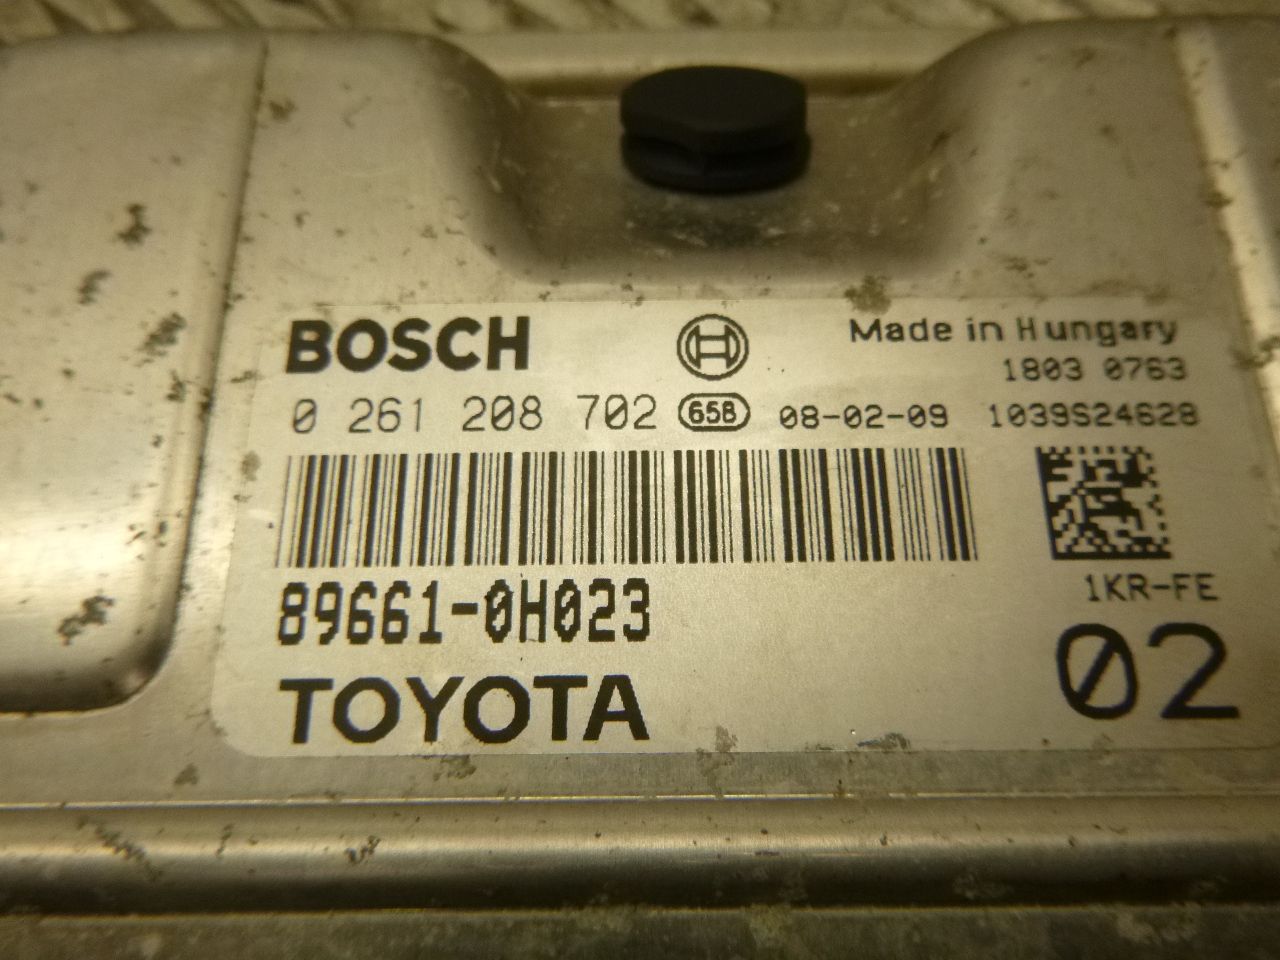 BOSCH
Made in Hungary
1803 0763
0 261 208 702 658 08-02-09 1039S24628
89661-0H023
1KR-FE
TOYOTA
02